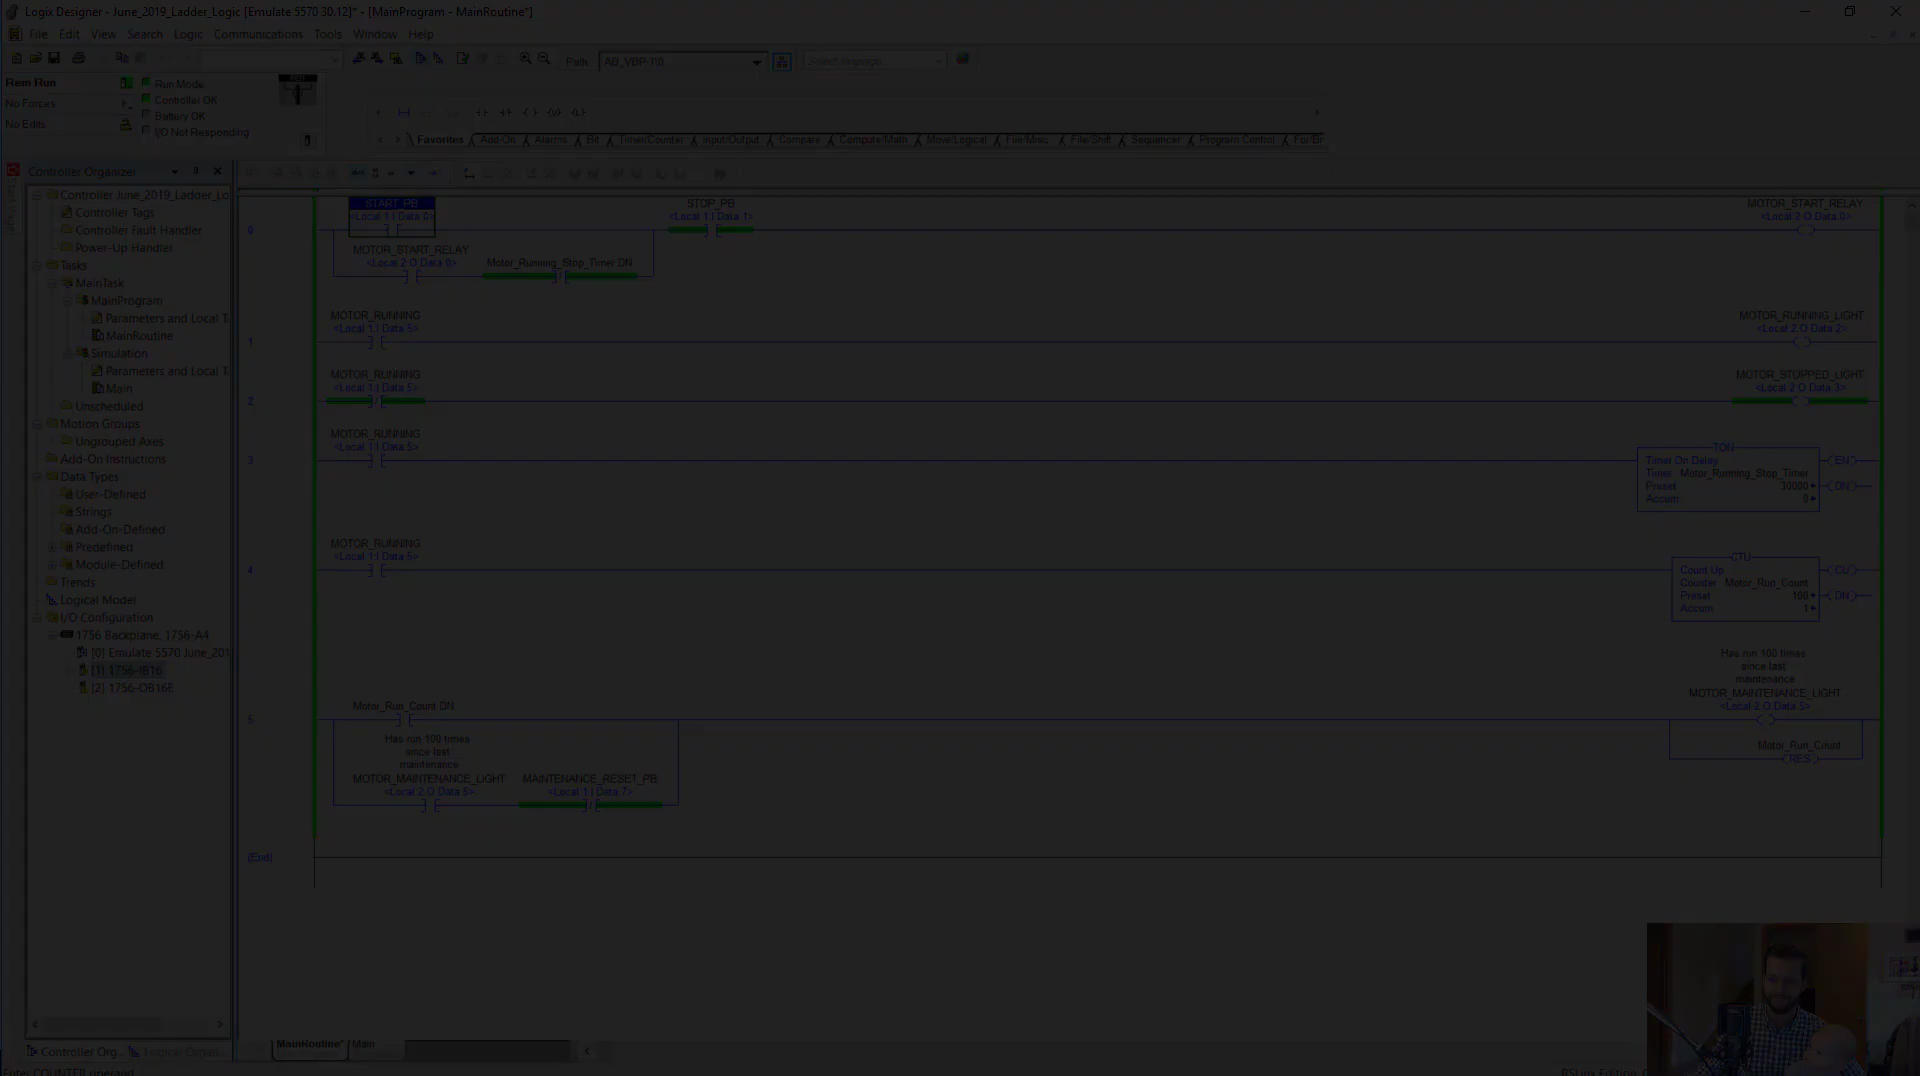 Logix Designer - June_2019_Ladder_Logic [Emulate 5570 30.12]* - [MainProgram - MainRoutine*]
File Edit View Search Logic Communications Tools Window Help
Path: AB_VBP-1\0
Select language...
Rem Run
Run Mode
No Forces
Controller OK
No Edits
Battery OK
I/O Not Responding
Favorites Add-On Alarms Bit Timer/Counter Input/Output Compare Compute/Math Move/Logical File/Misc. File/Shift Sequencer Program Control For/Br
Controller Organizer
Controller June_2019_Ladder_Lo
Controller Tags
Controller Fault Handler
Power-Up Handler
Tasks
MainTask
MainProgram
Parameters and Local T
MainRoutine
Simulation
Parameters and Local T
Main
Unscheduled
Motion Groups
Ungrouped Axes
Add-On Instructions
Data Types
User-Defined
Strings
Add-On-Defined
Predefined
Module-Defined
Trends
Logical Model
I/O Configuration
1756 Backplane, 1756-A4
[0] Emulate 5570 June_201
[1] 1756-IB16
[2] 1756-OB16E
Controller Org...
Logical Organi...
START_PB
<Local:1:I.Data.0>
STOP_PB
<Local:1:I.Data.1>
MOTOR_START_RELAY
<Local:2:O.Data.0>
0
MOTOR_START_RELAY
<Local:2:O.Data.0>
Motor_Running_Stop_Timer.DN
MOTOR_RUNNING
<Local:1:I.Data.5>
MOTOR_RUNNING_LIGHT
<Local:2:O.Data.2>
1
MOTOR_RUNNING
<Local:1:I.Data.5>
MOTOR_STOPPED_LIGHT
<Local:2:O.Data.3>
2
MOTOR_RUNNING
<Local:1:I.Data.5>
3
TON
Timer On Delay
Timer Motor_Running_Stop_Timer
Preset 30000
Accum 0
EN
DN
MOTOR_RUNNING
<Local:1:I.Data.5>
4
CTU
Count Up
Counter Motor_Run_Count
Preset 100
Accum 1
CU
DN
Has run 100 times
since last
maintenance
MOTOR_MAINTENANCE_LIGHT
<Local:2:O.Data.5>
Motor_Run_Count.DN
5
Has run 100 times
since last
maintenance
MOTOR_MAINTENANCE_LIGHT
<Local:2:O.Data.5>
MAINTENANCE_RESET_PB
<Local:1:I.Data.7>
Motor_Run_Count
RES
(End)
MainRoutine* Main
Enter COUNTER operand